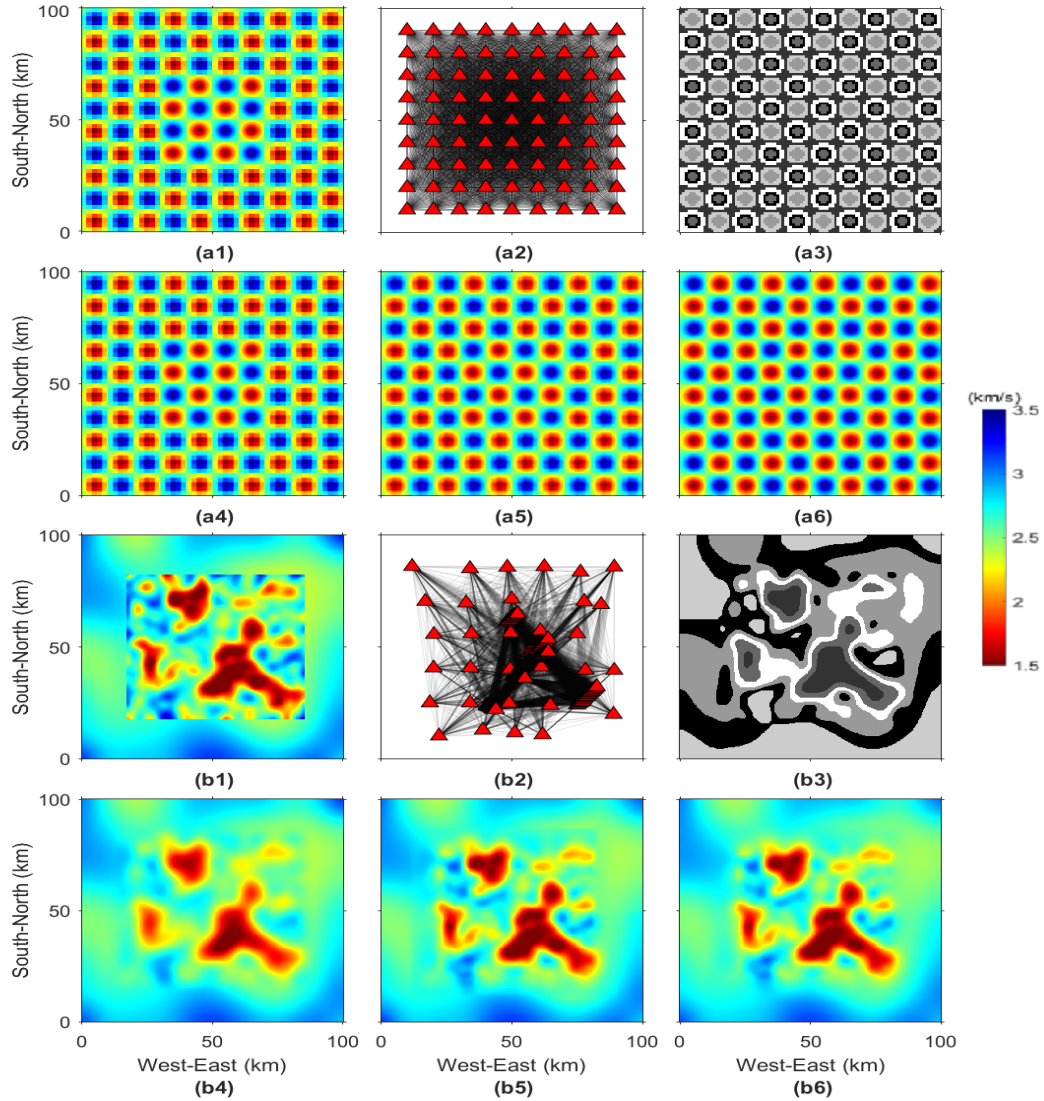 South-North (km)
100
50
0
(a1)
(a2)
(a3)
South-North (km)
100
50
0
(a4)
(a5)
(a6)
(km/s)
3.5
3
2.5
2
1.5
South-North (km)
100
50
0
(b1)
(b2)
(b3)
South-North (km)
100
50
0
0 50 100
0 50 100
0 50 100
West-East (km)
West-East (km)
West-East (km)
(b4)
(b5)
(b6)